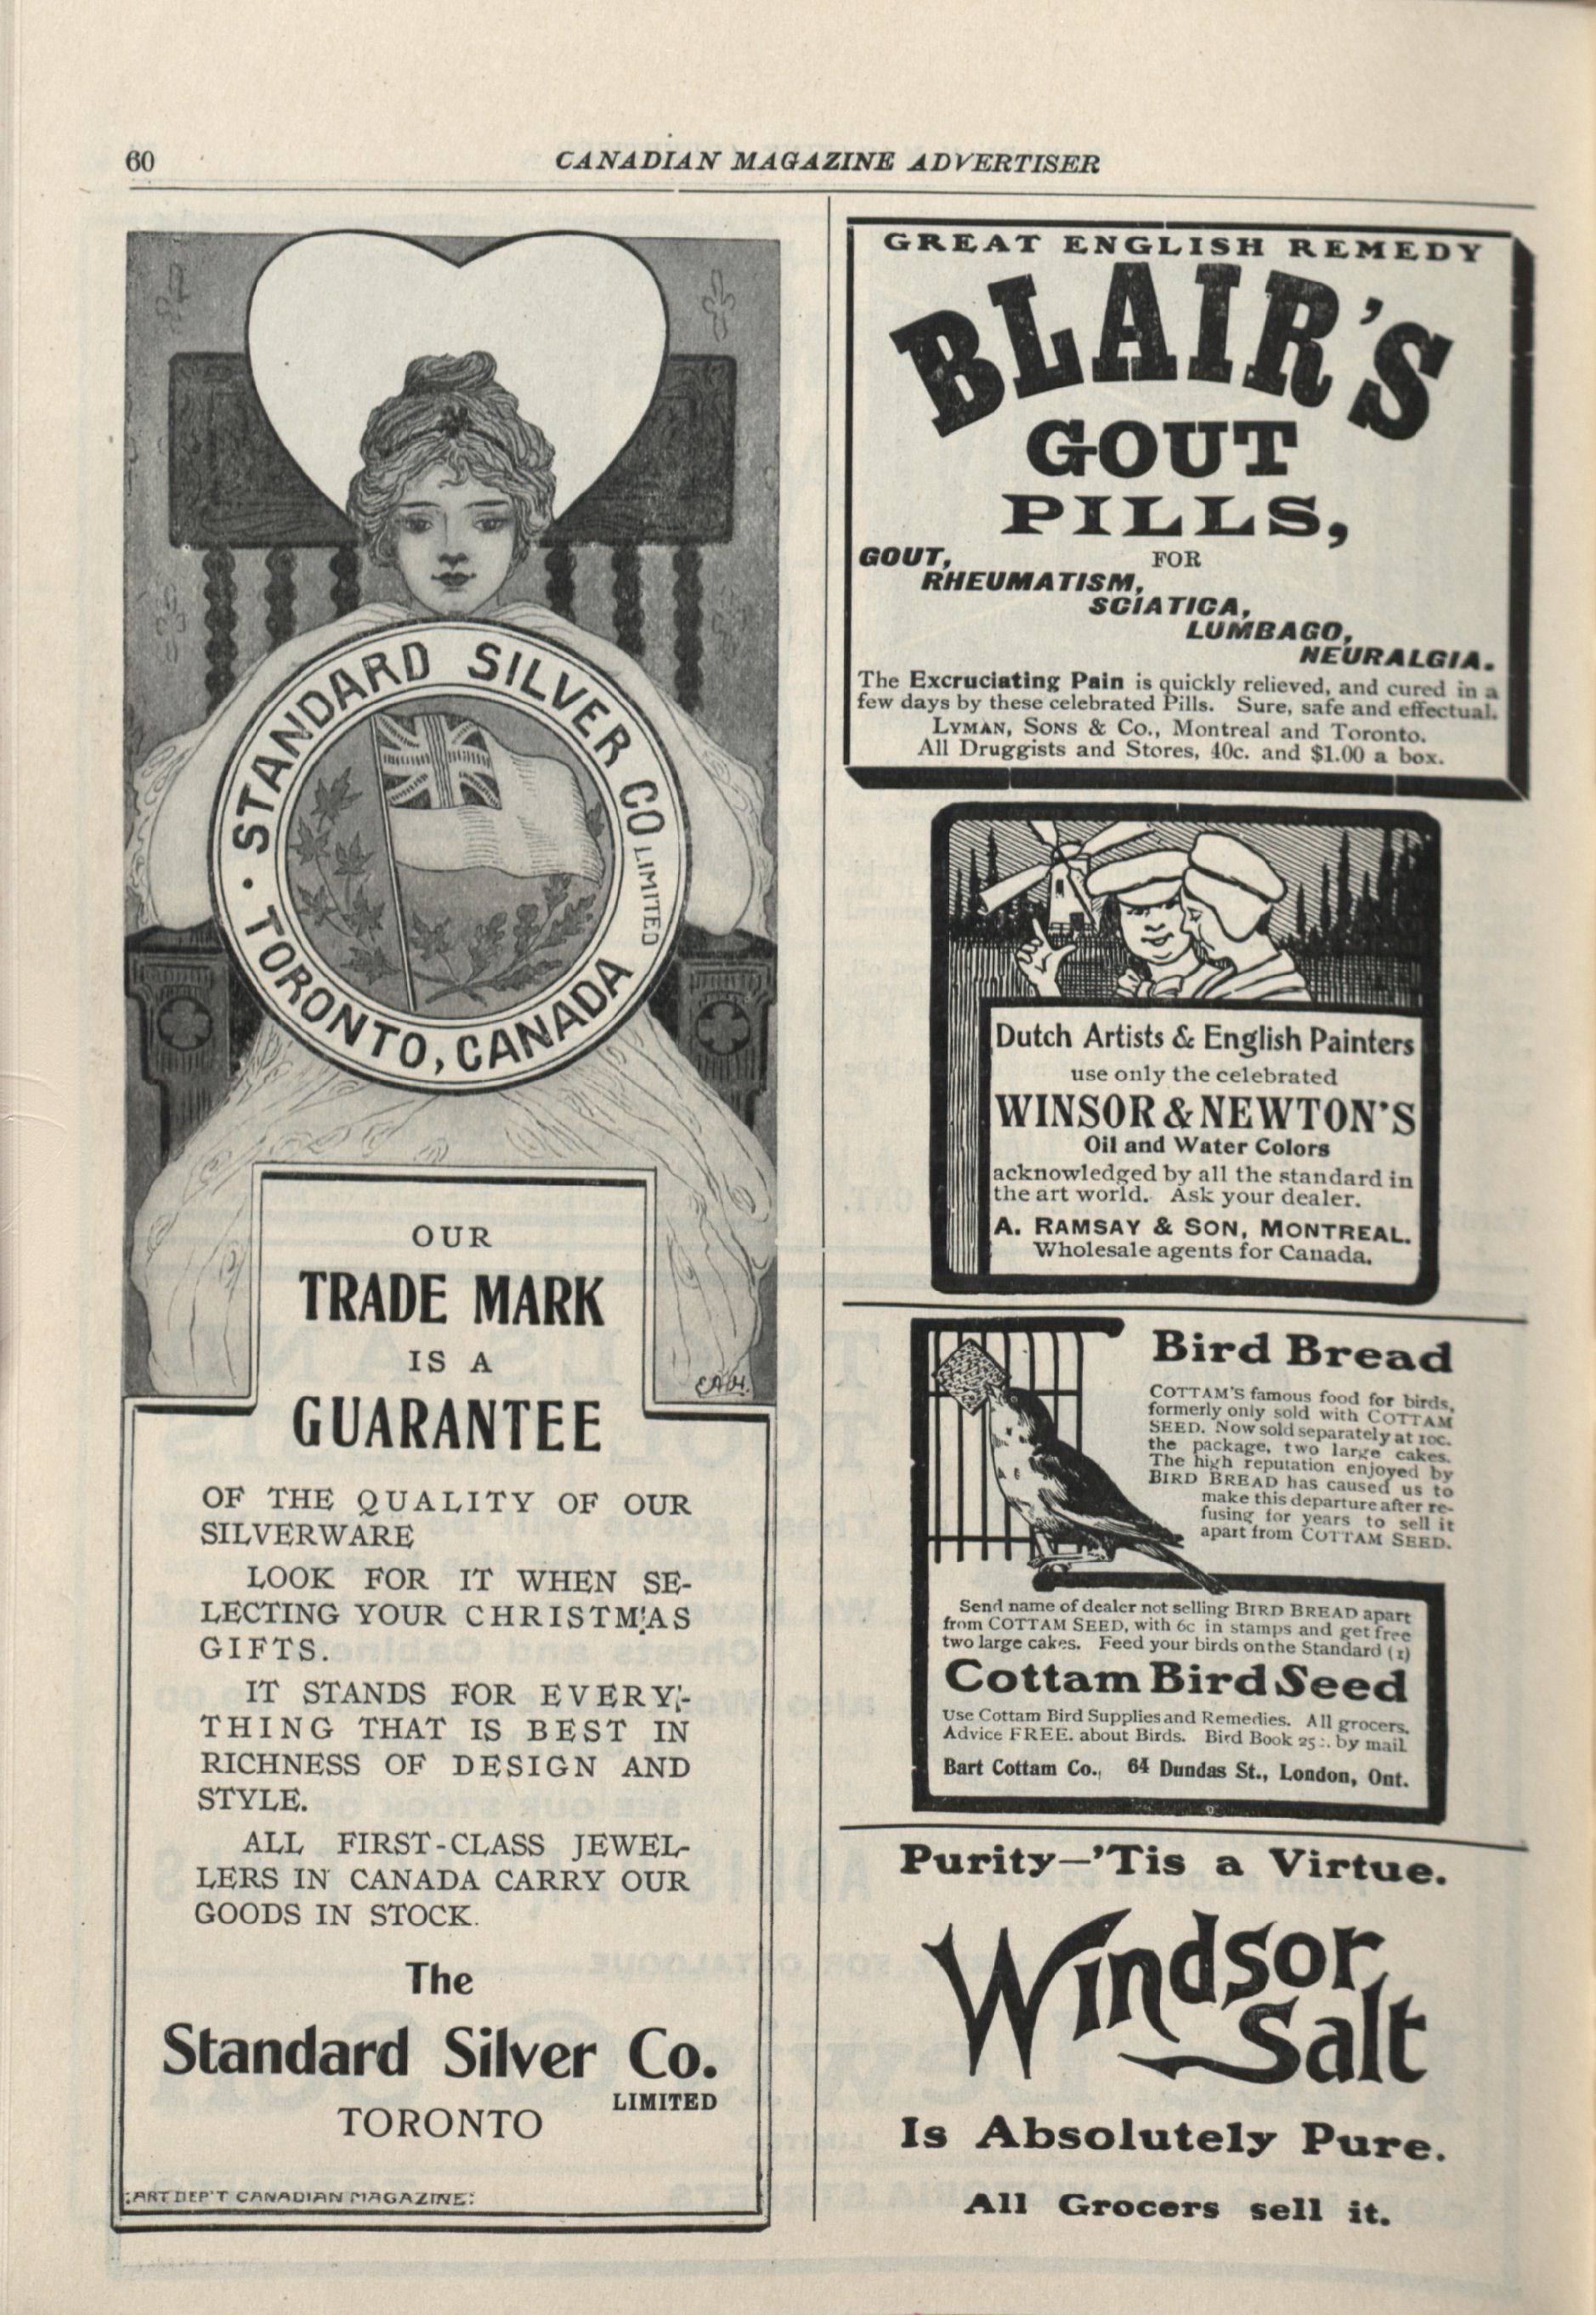 60
CANADIAN MAGAZINE ADVERTISER
STANDARD SILVER CO LIMITED
· TORONTO, CANADA
OUR
TRADE MARK
IS A
GUARANTEE
E.A.H.
OF THE QUALITY OF OUR
SILVERWARE
LOOK FOR IT WHEN SE-
LECTING YOUR CHRISTMAS
GIFTS.
IT STANDS FOR EVERY-
THING THAT IS BEST IN
RICHNESS OF DESIGN AND
STYLE.
ALL FIRST-CLASS JEWEL-
LERS IN CANADA CARRY OUR
GOODS IN STOCK.
The
Standard Silver Co.
LIMITED
TORONTO
:ART DEP'T CANADIAN MAGAZINE:
GREAT ENGLISH REMEDY
BLAIR'S
GOUT
PILLS,
FOR
GOUT,
RHEUMATISM,
SCIATICA,
LUMBAGO,
NEURALGIA.
The Excruciating Pain is quickly relieved, and cured in a
few days by these celebrated Pills. Sure, safe and effectual.
LYMAN, SONS & Co., Montreal and Toronto.
All Druggists and Stores, 40c. and $1.00 a box.
Dutch Artists & English Painters
use only the celebrated
WINSOR & NEWTON'S
Oil and Water Colors
acknowledged by all the standard in
the art world. Ask your dealer.
A. RAMSAY & SON, MONTREAL.
Wholesale agents for Canada.
Bird Bread
COTTAM'S famous food for birds,
formerly only sold with COTTAM
SEED. Now sold separately at 10c.
the package, two large cakes.
The high reputation enjoyed by
BIRD BREAD has caused us to
make this departure after re-
fusing for years to sell it
apart from COTTAM SEED.
Send name of dealer not selling BIRD BREAD apart
from COTTAM SEED, with 6c in stamps and get free
two large cakes. Feed your birds on the Standard (1)
Cottam Bird Seed
Use Cottam Bird Supplies and Remedies. All grocers.
Advice FREE. about Birds. Bird Book 25c. by mail
Bart Cottam Co., 64 Dundas St., London, Ont.
Purity—'Tis a Virtue.
Windsor
Salt
Is Absolutely Pure.
All Grocers sell it.